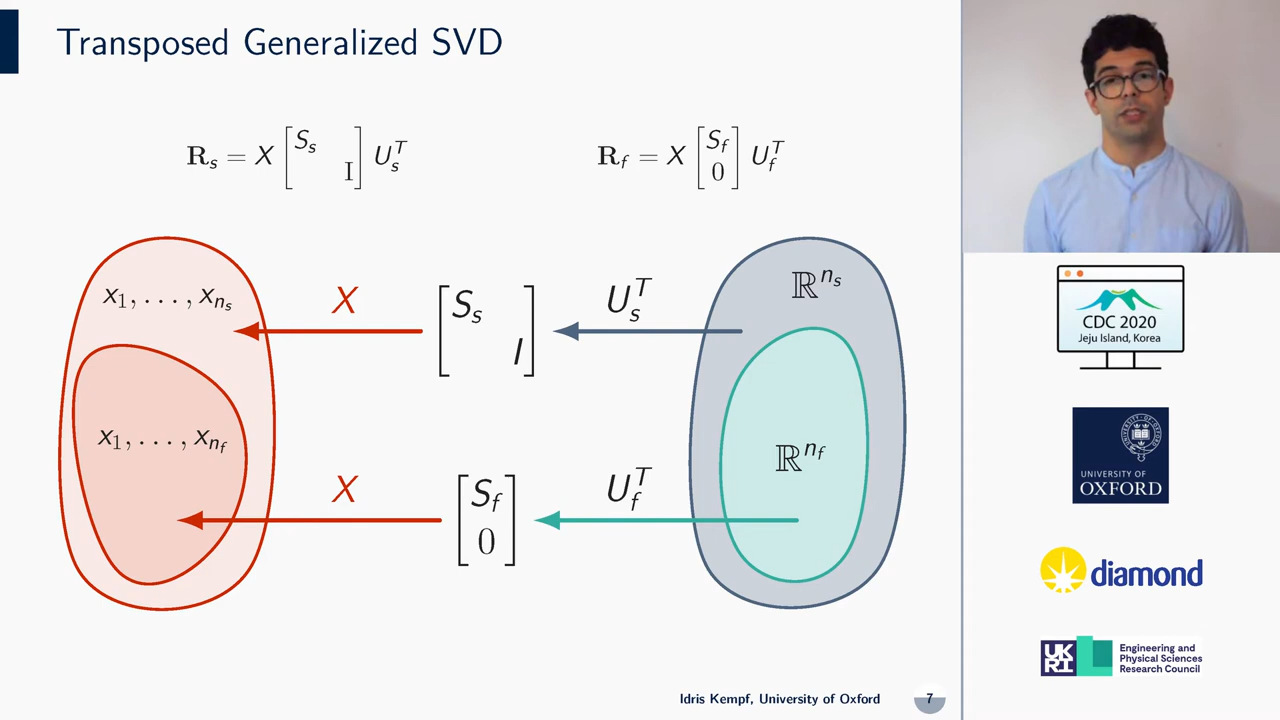 Transposed Generalized SVD
R_s = X [S_s I] U_s^T
R_f = X [S_f 0] U_f^T
x_1, . . . , x_{n_s}
X
[S_s I]
U_s^T
ℝ^{n_s}
x_1, . . . , x_{n_f}
X
[S_f 0]
U_f^T
ℝ^{n_f}
Idris Kempf, University of Oxford
7
CDC 2020
Jeju Island, Korea
UNIVERSITY OF
OXFORD
diamond
UKRI
Engineering and
Physical Sciences
Research Council